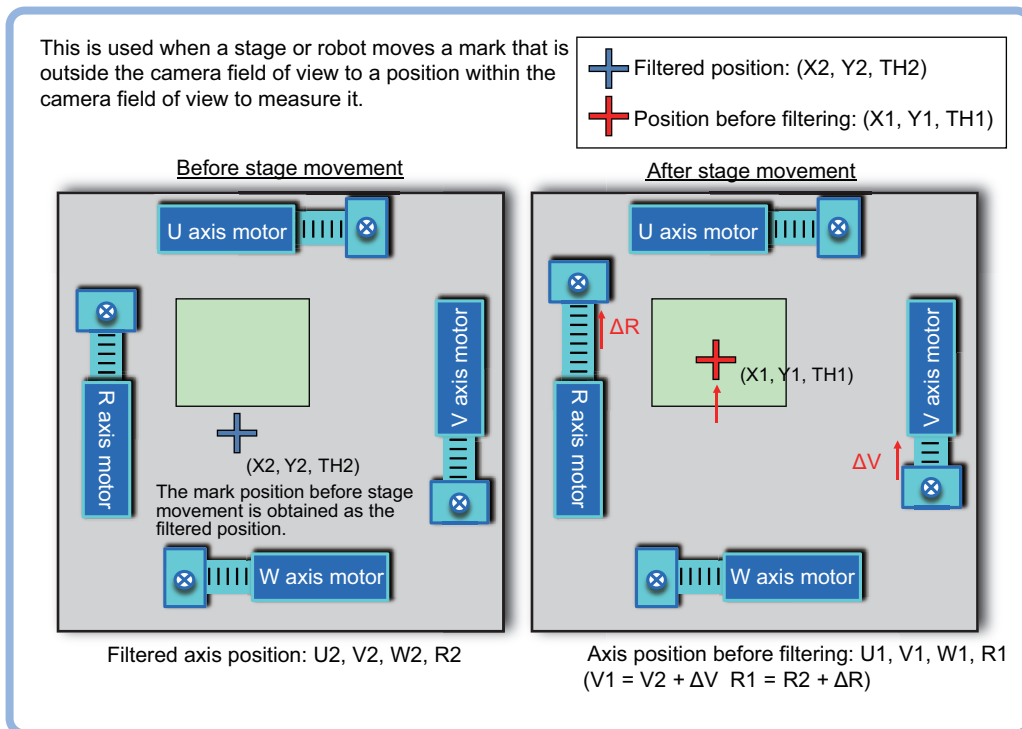 This is used when a stage or robot moves a mark that is
outside the camera field of view to a position within the
camera field of view to measure it.
Filtered position: (X2, Y2, TH2)
Position before filtering: (X1, Y1, TH1)
Before stage movement
U axis motor
R axis motor
V axis motor
(X2, Y2, TH2)
The mark position before stage
movement is obtained as the
filtered position.
W axis motor
Filtered axis position: U2, V2, W2, R2
After stage movement
U axis motor
ΔR
R axis motor
(X1, Y1, TH1)
V axis motor
ΔV
W axis motor
Axis position before filtering: U1, V1, W1, R1
(V1 = V2 + ΔV  R1 = R2 + ΔR)